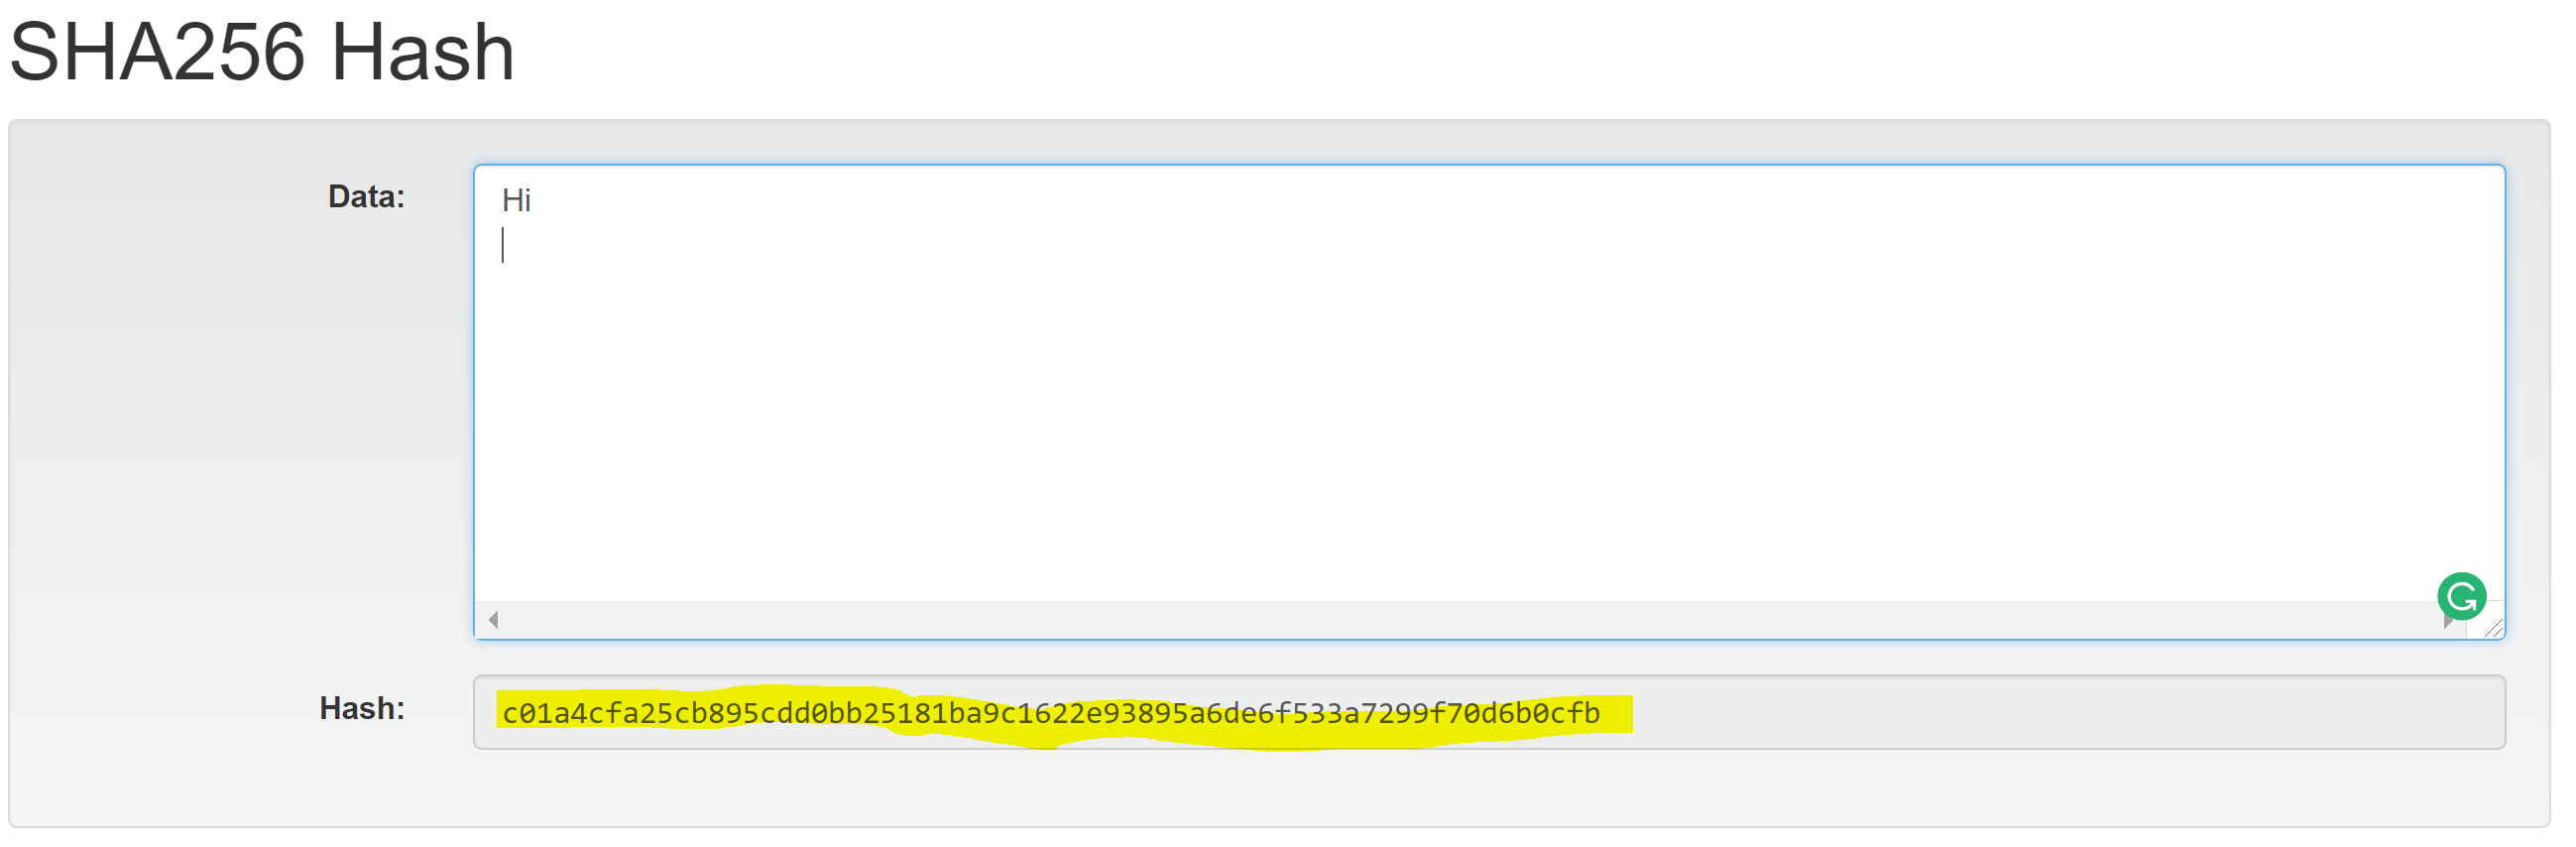 SHA256 Hash
Data:
Hi
Hash:
c01a4cfa25cb895cdd0bb25181ba9c1622e93895a6de6f533a7299f70d6b0cfb